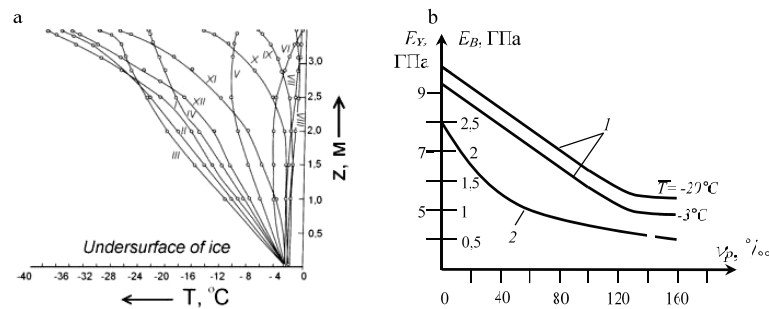 a
b
E_Y,
ГПа
E_B, ГПа
XI
X
IX
VI
V
VII
VIII
I
XII
IV
II
III
3,0
2,5
2,0
1,5
1,0
0,5
Z, M
Undersurface of ice
-40 -36 -32 -28 -24 -20 -16 -12 -8 -4 0
T, °C
9
7
5
2,5
2
1,5
1
0,5
1
2
T̅= -20°C
-3°C
ν_p, °/∘∘
0 40 80 120 160